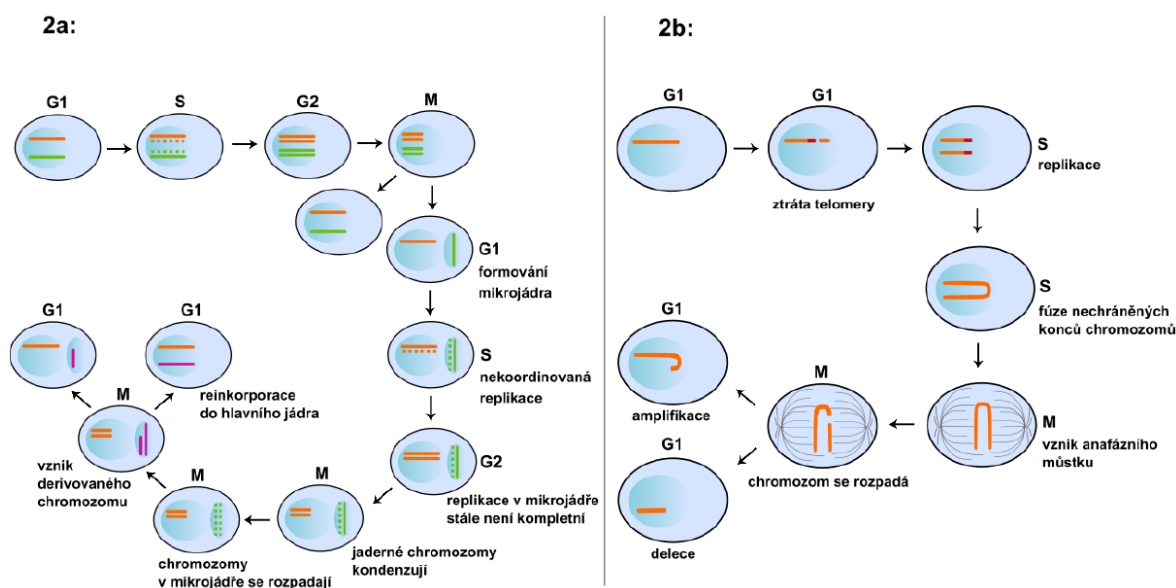 2a:
G1
S
G2
M
G1
formování
mikrojádra
S
nekoordinovaná
replikace
G2
replikace v mikrojádře
stále není kompletní
M
jaderné chromozomy
kondenzují
M
chromozomy
v mikrojádře se rozpadají
M
vznik
derivovaného
chromozomu
G1
G1
reinkorporace
do hlavního jádra
2b:
G1
G1
ztráta telomery
S
replikace
S
fúze nechráněných
konců chromozomů
M
vznik anafázního
můstku
M
chromozom se rozpadá
G1
amplifikace
G1
delece